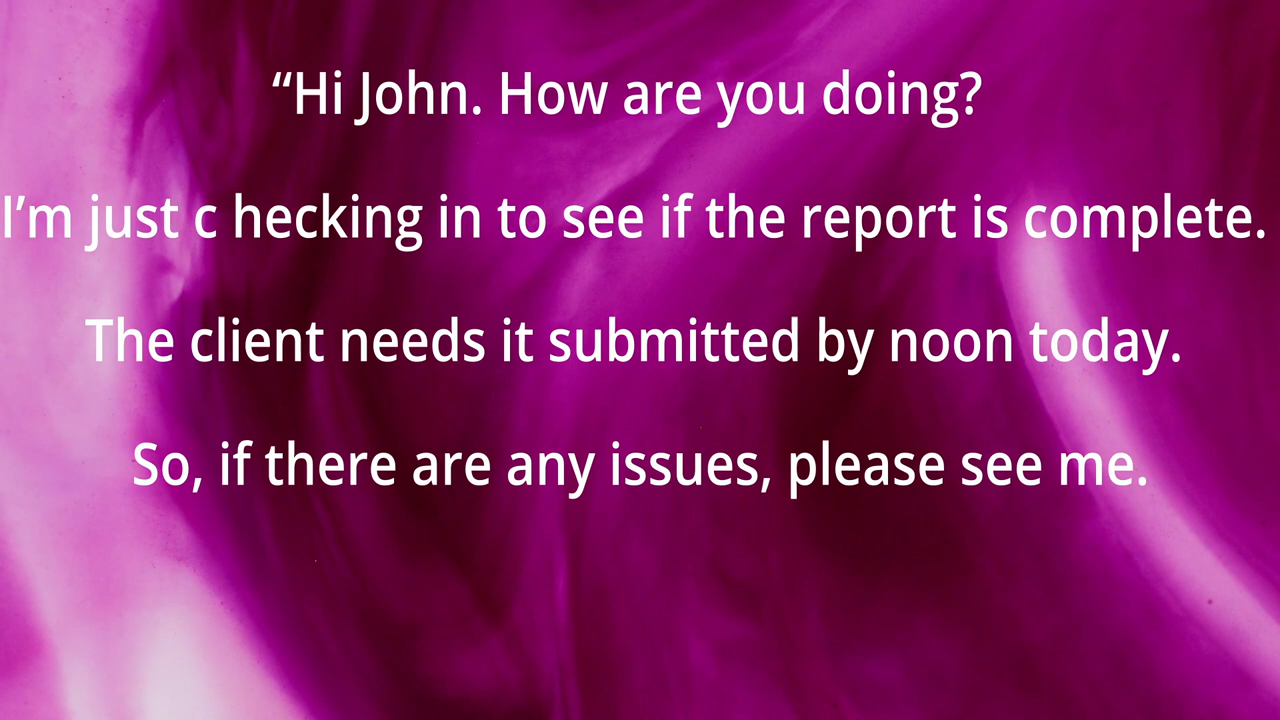 “Hi John. How are you doing?
I’m just c hecking in to see if the report is complete.
The client needs it submitted by noon today.
So, if there are any issues, please see me.